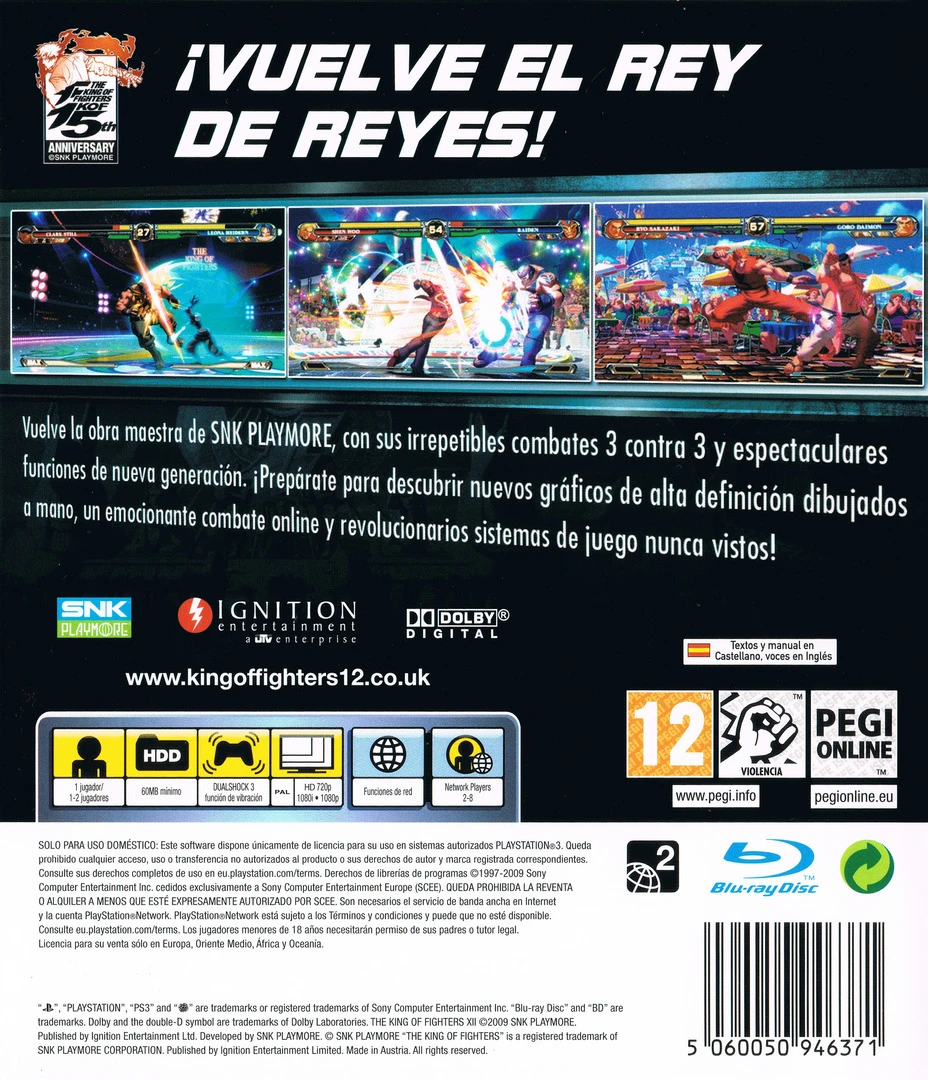 THE
KING OF
FIGHTERS
KOF
15th
ANNIVERSARY
©SNK PLAYMORE
¡VUELVE EL REY
DE REYES!
CLARK STILL
27
LEONA HEIDERN
THE
KING OF
FIGHTERS
MAX
SHEN WOO
54
RAIDEN
RYO SAKAZAKI
57
GORO DAIMON
Vuelve la obra maestra de SNK PLAYMORE, con sus irrepetibles combates 3 contra 3 y espectaculares
funciones de nueva generación. ¡Prepárate para descubrir nuevos gráficos de alta definición dibujados
a mano, un emocionante combate online y revolucionarios sistemas de juego nunca vistos!
SNK
PLAYMORE
IGNITION
entertainment
a UTV enterprise
DOLBY®
DIGITAL
Textos y manual en
Castellano, voces en Inglés
www.kingoffighters12.co.uk
12
TM
VIOLENCIA
TM
PEGI
ONLINE
TM
www.pegi.info
pegionline.eu
HDD
1 jugador/
1-2 jugadores
60MB mínimo
DUALSHOCK 3
función de vibración
PAL
HD 720p
1080i • 1080p
Funciones de red
Network Players
2-8
SOLO PARA USO DOMÉSTICO: Este software dispone únicamente de licencia para su uso en sistemas autorizados PLAYSTATION®3. Queda
prohibido cualquier acceso, uso o transferencia no autorizados al producto o sus derechos de autor y marca registrada correspondientes.
Consulte sus derechos completos de uso en eu.playstation.com/terms. Derechos de librerías de programas ©1997-2009 Sony
Computer Entertainment Inc. cedidos exclusivamente a Sony Computer Entertainment Europe (SCEE). QUEDA PROHIBIDA LA REVENTA
O ALQUILER A MENOS QUE ESTÉ EXPRESAMENTE AUTORIZADO POR SCEE. Son necesarios el servicio de banda ancha en Internet
y la cuenta PlayStation®Network. PlayStation®Network está sujeto a los Términos y condiciones y puede que no esté disponible.
Consulte eu.playstation.com/terms. Los jugadores menores de 18 años necesitarán permiso de sus padres o tutor legal.
Licencia para su venta sólo en Europa, Oriente Medio, África y Oceanía.
2
Blu-ray Disc
TM
"", "PLAYSTATION", "PS3" and "" are trademarks or registered trademarks of Sony Computer Entertainment Inc. "Blu-ray Disc" and "BD" are
trademarks. Dolby and the double-D symbol are trademarks of Dolby Laboratories. THE KING OF FIGHTERS XII ©2009 SNK PLAYMORE.
Published by Ignition Entertainment Ltd. Developed by SNK PLAYMORE. © SNK PLAYMORE "THE KING OF FIGHTERS" is a registered trademark of
SNK PLAYMORE CORPORATION. Published by Ignition Entertainment Limited. Made in Austria. All rights reserved.
5 060050 946371